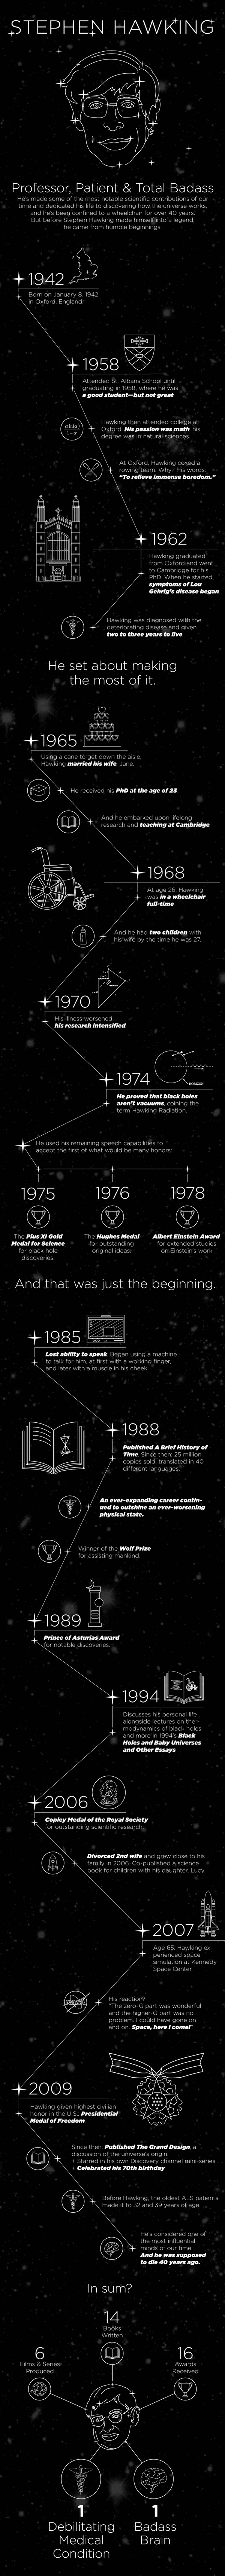 STEPHEN HAWKING
Professor, Patient & Total Badass
He's made some of the most notable scientific contributions of our
time and dedicated his life to discovering how the universe works,
and he's been confined to a wheelchair for over 40 years.
But before Stephen Hawking made himself into a legend,
he came from humble beginnings.
1942
Born on January 8, 1942
in Oxford, England.
1958
Attended St. Albans School until
graduating in 1958, where he was
a good student—but not great
Hawking then attended college at
Oxford. His passion was math, his
degree was in natural sciences.
At Oxford, Hawking coxed a
rowing team. Why? His words:
"To relieve immense boredom."
1962
Hawking graduated
from Oxford and went
to Cambridge for his
PhD. When he started,
symptoms of Lou
Gehrig's disease began
Hawking was diagnosed with the
deteriorating disease and given
two to three years to live
He set about making
the most of it.
1965
Using a cane to get down the aisle,
Hawking married his wife, Jane.
He received his PhD at the age of 23.
And he embarked upon lifelong
research and teaching at Cambridge.
1968
At age 26, Hawking
was in a wheelchair
full-time
And he had two children with
his wife by the time he was 27.
1970
His illness worsened,
his research intensified
HORIZON
1974
He proved that black holes
aren't vacuums, coining the
term Hawking Radiation.
He used his remaining speech capabilities to
accept the first of what would be many honors:
1975
1976
1978
The Pius XI Gold
Medal for Science
for black hole
discoveries.
The Hughes Medal
for outstanding
original ideas.
Albert Einstein Award
for extended studies
on Einstein's work
And that was just the beginning.
1985
Lost ability to speak. Began using a machine
to talk for him, at first with a working finger,
and later with a muscle in his cheek.
1988
Published A Brief History of
Time. Since then: 25 million
copies sold, translated in 40
different languages.
An ever-expanding career contin-
ued to outshine an ever-worsening
physical state.
Winner of the Wolf Prize
for assisting mankind.
1989
Prince of Asturias Award
for notable discoveries.
1994
Discusses his personal life
alongside lectures on ther-
modynamics of black holes
and more in 1994's Black
Holes and Baby Universes
and Other Essays.
2006
Copley Medal of the Royal Society
for outstanding scientific research.
Divorced 2nd wife and grew close to his
family in 2006. Co-published a science
book for children with his daughter, Lucy.
2007
Age 65: Hawking ex-
perienced space
simulation at Kennedy
Space Center.
His reaction?
"The zero-G part was wonderful
and the higher-G part was no
problem. I could have gone on
and on. Space, here I come!"
2009
Hawking given highest civilian
honor in the U.S.: Presidential
Medal of Freedom
Since then: Published The Grand Design, a
discussion of the universe's origin.
+ Starred in his own Discovery channel mini-series
+ Celebrated his 70th birthday
Before Hawking, the oldest ALS patients
made it to 32 and 39 years of age.
He's considered one of
the most influential
minds of our time.
And he was supposed
to die 40 years ago.
In sum?
14
Books
Written
6
Films & Series
Produced
16
Awards
Received
1
Debilitating
Medical
Condition
1
Badass
Brain